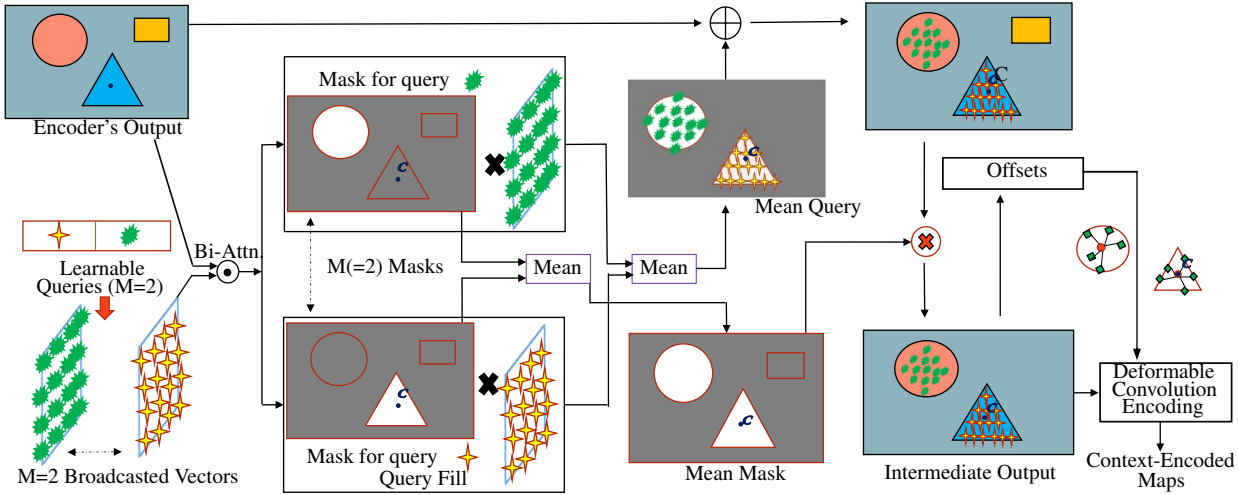 Encoder's Output
Mask for query
C
Bi-Attn.
Learnable
Queries (M=2)
M=2 Broadcasted Vectors
M(=2) Masks
Mean
Mean
C
Mask for query
Query Fill
C
Mean Query
C
Mean Mask
C
C
Offsets
C
C
Intermediate Output
Deformable
Convolution
Encoding
Context-Encoded
Maps